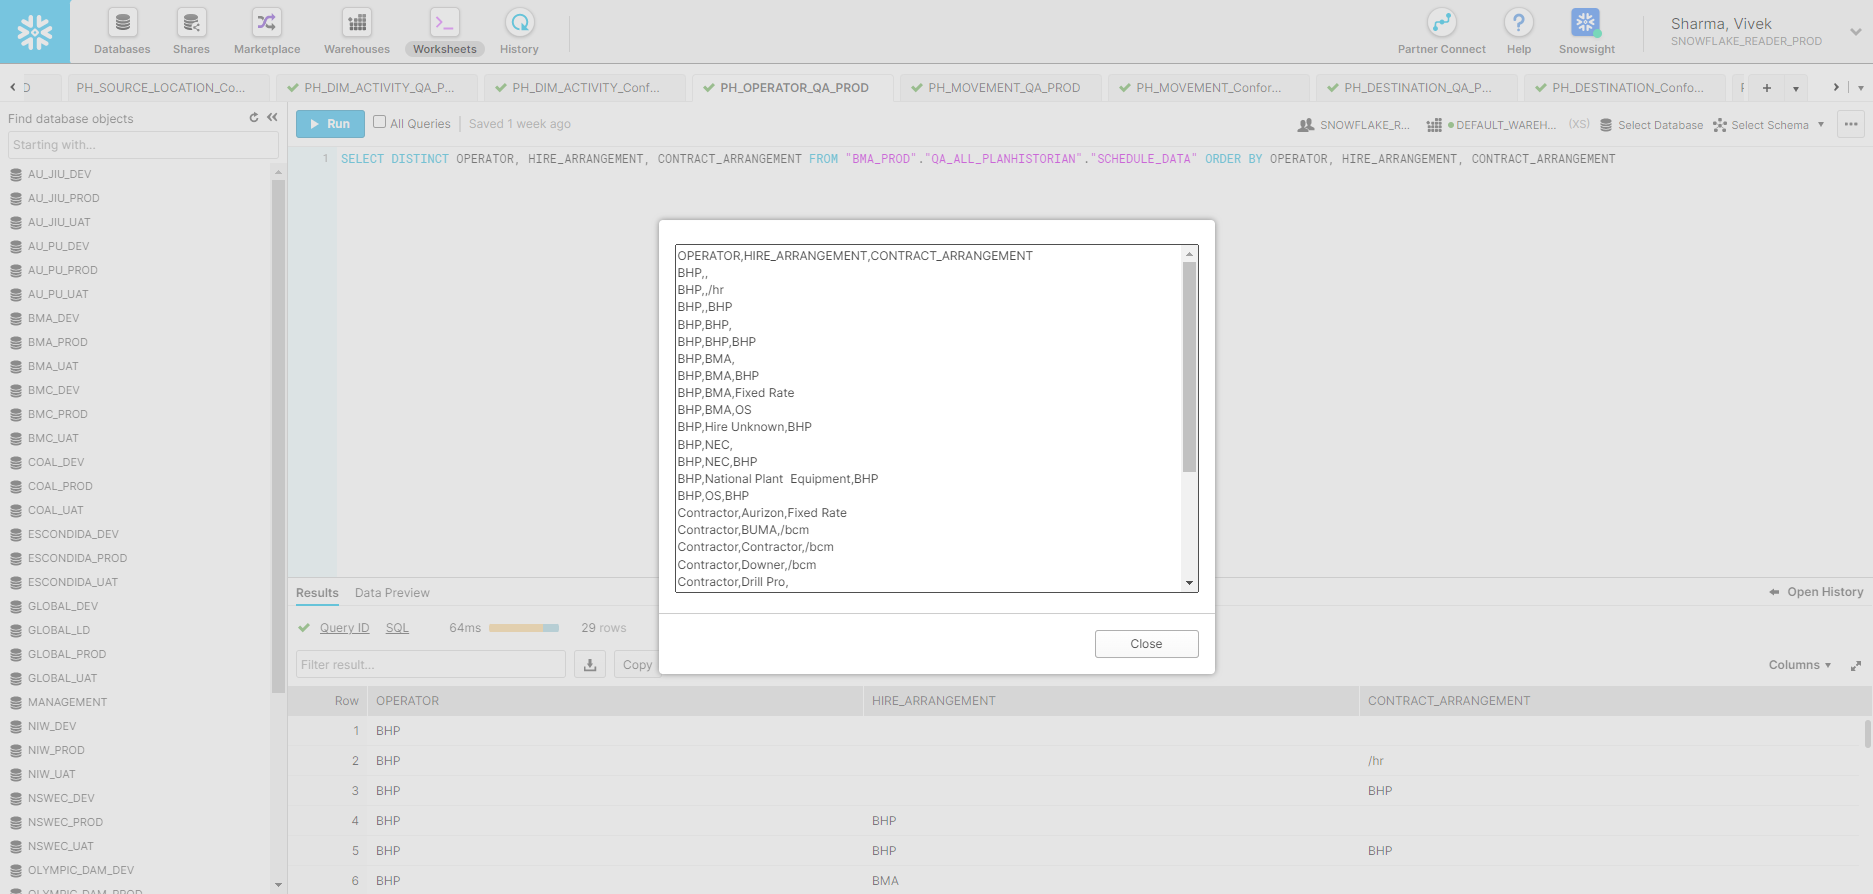 Databases
Shares
Marketplace
Warehouses
Worksheets
History
Partner Connect
Help
Snowsight
Sharma, Vivek
SNOWFLAKE_READER_PROD
PH_SOURCE_LOCATION_Co...
PH_DIM_ACTIVITY_QA_P...
PH_DIM_ACTIVITY_Conf...
PH_OPERATOR_QA_PROD
PH_MOVEMENT_QA_PROD
PH_MOVEMENT_Confor...
PH_DESTINATION_QA_P...
PH_DESTINATION_Confo...
Find database objects
Starting with...
AU_JIU_DEV
AU_JIU_PROD
AU_JIU_UAT
AU_PU_DEV
AU_PU_PROD
AU_PU_UAT
BMA_DEV
BMA_PROD
BMA_UAT
BMC_DEV
BMC_PROD
BMC_UAT
COAL_DEV
COAL_PROD
COAL_UAT
ESCONDIDA_DEV
ESCONDIDA_PROD
ESCONDIDA_UAT
GLOBAL_DEV
GLOBAL_LD
GLOBAL_PROD
GLOBAL_UAT
MANAGEMENT
NIW_DEV
NIW_PROD
NIW_UAT
NSWEC_DEV
NSWEC_PROD
NSWEC_UAT
OLYMPIC_DAM_DEV
OLYMPIC_DAM_PROD
Run
All Queries
Saved 1 week ago
SNOWFLAKE_R...
DEFAULT_WAREH...
(XS)
Select Database
Select Schema
1 SELECT DISTINCT OPERATOR, HIRE_ARRANGEMENT, CONTRACT_ARRANGEMENT FROM "BMA_PROD"."QA_ALL_PLANHISTORIAN"."SCHEDULE_DATA" ORDER BY OPERATOR, HIRE_ARRANGEMENT, CONTRACT_ARRANGEMENT
OPERATOR,HIRE_ARRANGEMENT,CONTRACT_ARRANGEMENT
BHP,,
BHP,,/hr
BHP,,BHP
BHP,BHP,
BHP,BHP,BHP
BHP,BMA,
BHP,BMA,BHP
BHP,BMA,Fixed Rate
BHP,BMA,OS
BHP,Hire Unknown,BHP
BHP,NEC,
BHP,NEC,BHP
BHP,National Plant  Equipment,BHP
BHP,OS,BHP
Contractor,Aurizon,Fixed Rate
Contractor,BUMA,/bcm
Contractor,Contractor,/bcm
Contractor,Downer,/bcm
Contractor,Drill Pro,
Close
Results
Data Preview
Open History
Query ID
SQL
64ms
29 rows
Filter result...
Copy
Columns
Row OPERATOR HIRE_ARRANGEMENT CONTRACT_ARRANGEMENT
1 BHP
2 BHP /hr
3 BHP BHP
4 BHP BHP
5 BHP BHP BHP
6 BHP BMA